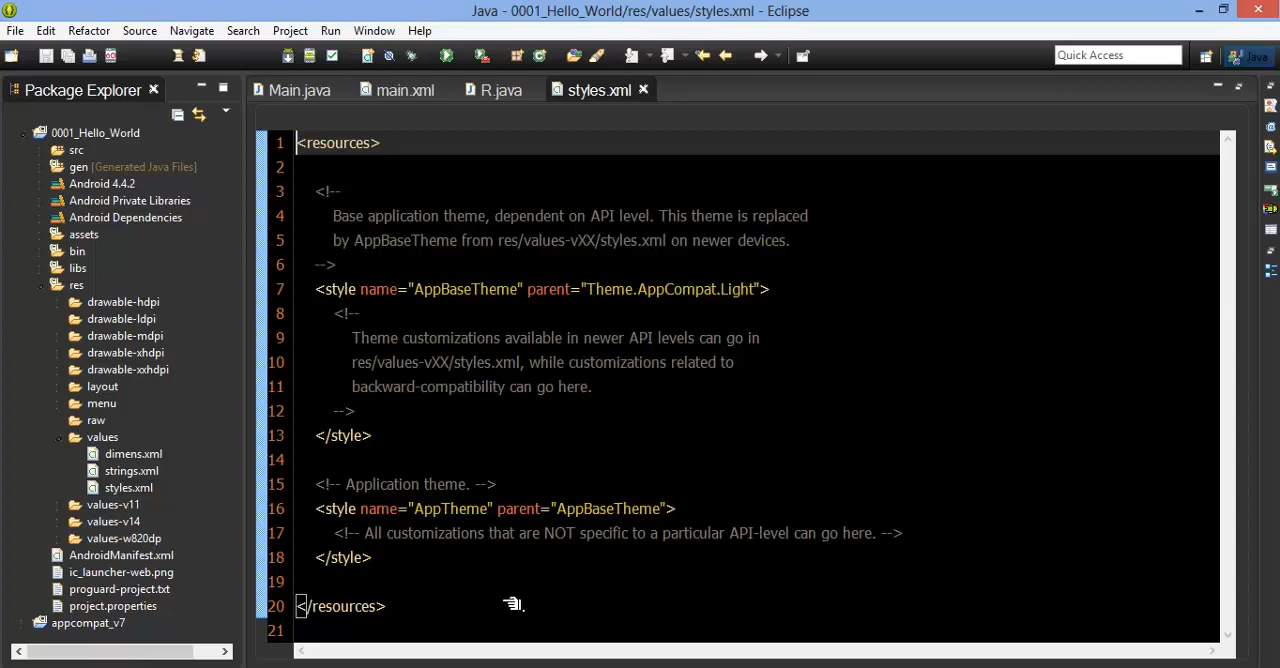 Java - 0001_Hello_World/res/values/styles.xml - Eclipse
File Edit Refactor Source Navigate Search Project Run Window Help
Quick Access
Java
Package Explorer
Main.java
main.xml
R.java
styles.xml
0001_Hello_World
src
gen [Generated Java Files]
Android 4.4.2
Android Private Libraries
Android Dependencies
assets
bin
libs
res
drawable-hdpi
drawable-ldpi
drawable-mdpi
drawable-xhdpi
drawable-xxhdpi
layout
menu
raw
values
dimens.xml
strings.xml
styles.xml
values-v11
values-v14
values-w820dp
AndroidManifest.xml
ic_launcher-web.png
proguard-project.txt
project.properties
appcompat_v7
1 <resources>
2
3 <!--
4 Base application theme, dependent on API level. This theme is replaced
5 by AppBaseTheme from res/values-vXX/styles.xml on newer devices.
6 -->
7 <style name="AppBaseTheme" parent="Theme.AppCompat.Light">
8 <!--
9 Theme customizations available in newer API levels can go in
10 res/values-vXX/styles.xml, while customizations related to
11 backward-compatibility can go here.
12 -->
13 </style>
14
15 <!-- Application theme. -->
16 <style name="AppTheme" parent="AppBaseTheme">
17 <!-- All customizations that are NOT specific to a particular API-level can go here. -->
18 </style>
19
20 </resources>
21